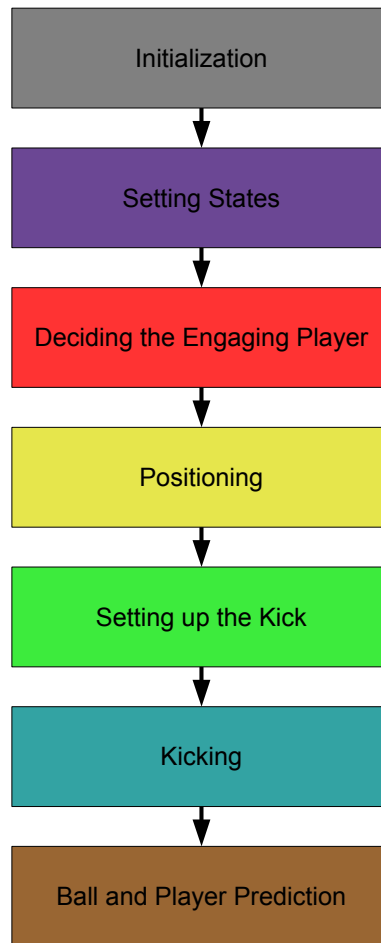 Initialization
Setting States
Deciding the Engaging Player
Positioning
Setting up the Kick
Kicking
Ball and Player Prediction